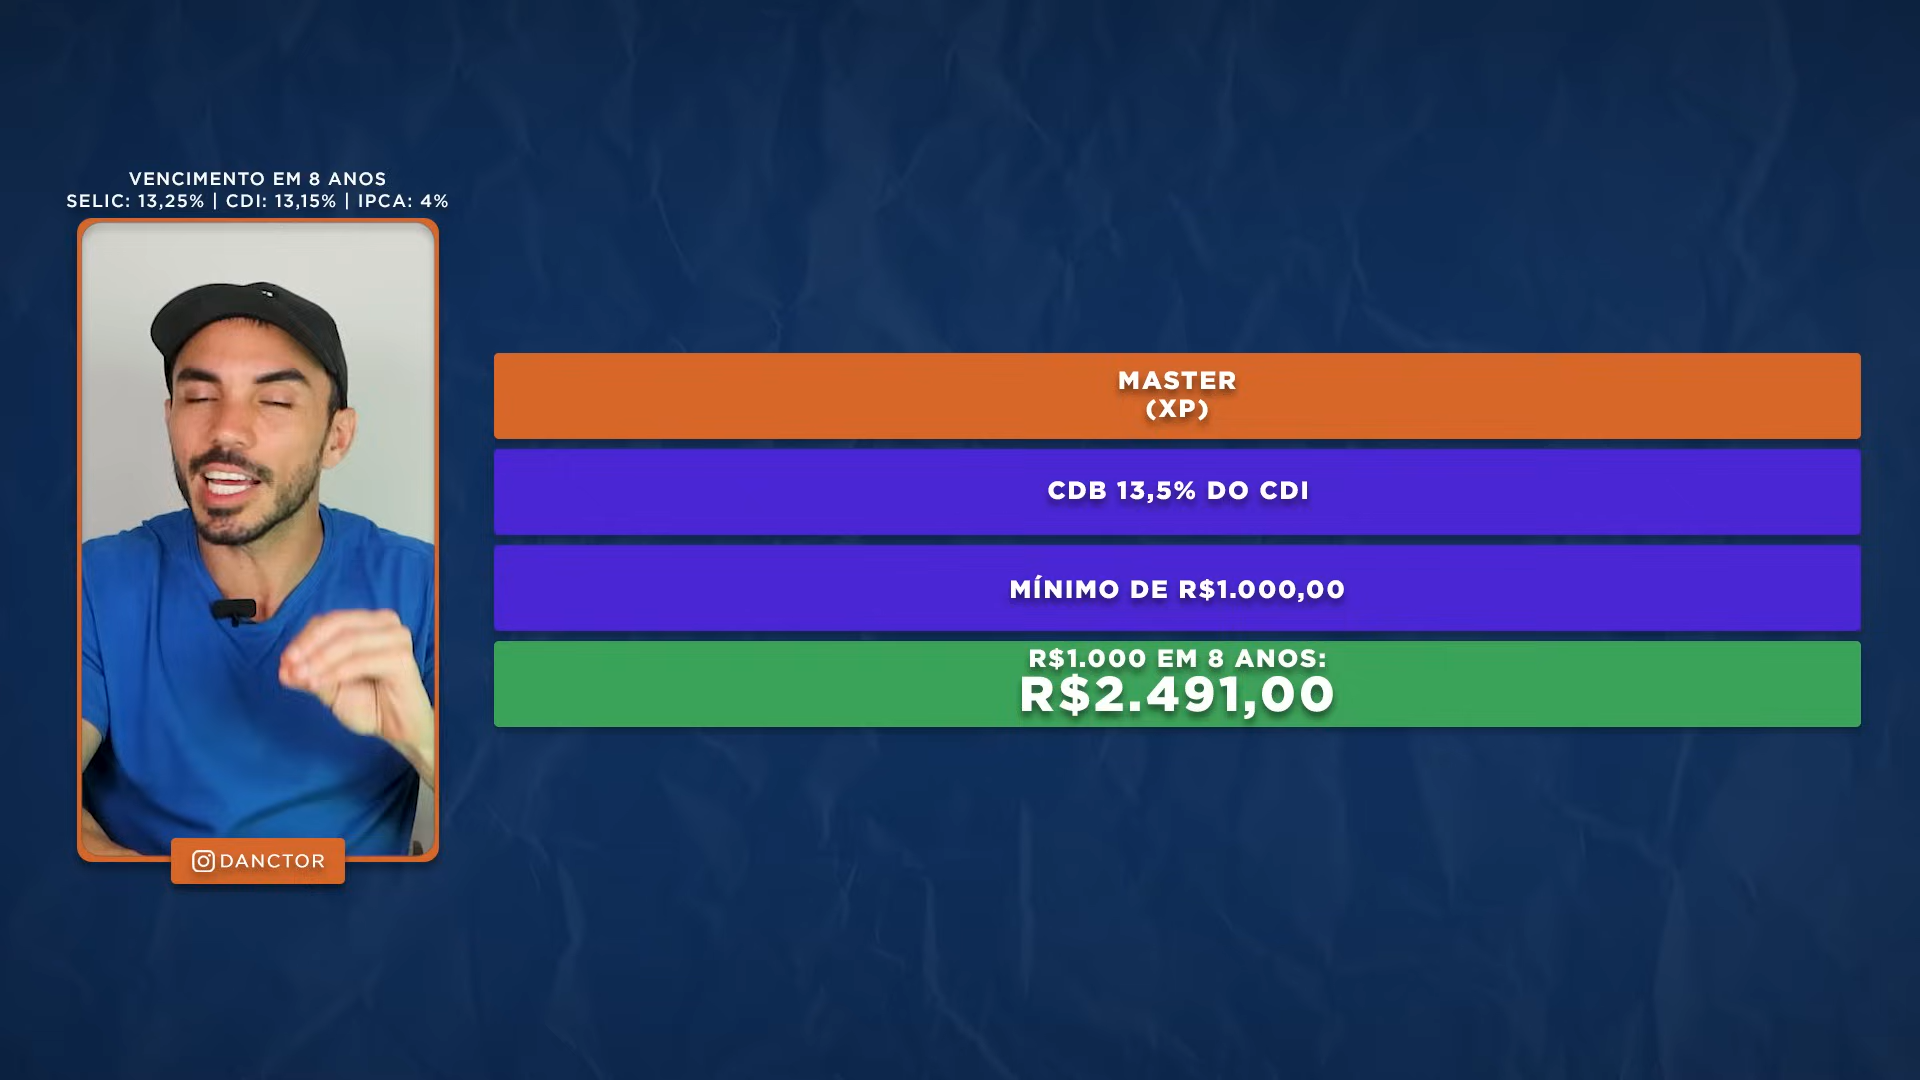 VENCIMENTO EM 8 ANOS
SELIC: 13,25% | CDI: 13,15% | IPCA: 4%
MASTER
(XP)
CDB 13,5% DO CDI
MÍNIMO DE R$1.000,00
R$1.000 EM 8 ANOS:
R$2.491,00
DANCTOR